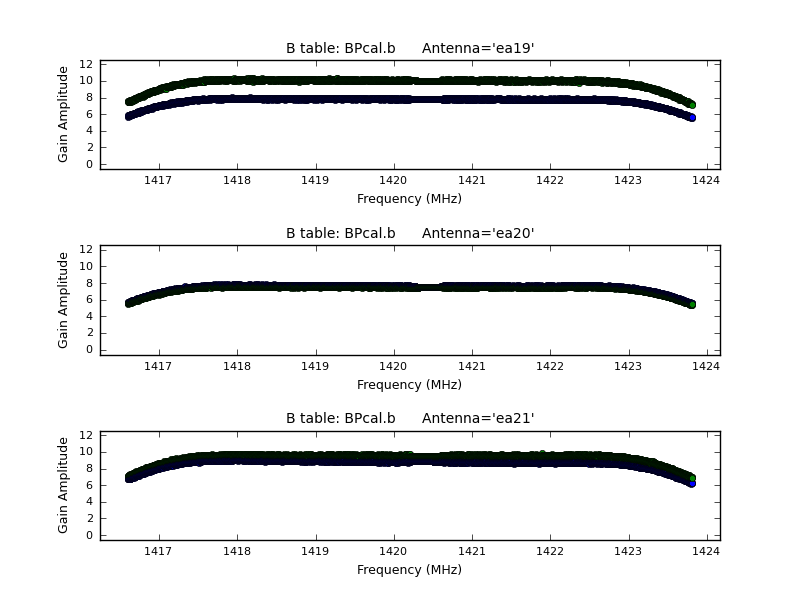 B table: BPcal.b      Antenna='ea19'
12
10
8
6
4
2
0
Gain Amplitude
1417 1418 1419 1420 1421 1422 1423 1424
Frequency (MHz)
B table: BPcal.b      Antenna='ea20'
12
10
8
6
4
2
0
Gain Amplitude
1417 1418 1419 1420 1421 1422 1423 1424
Frequency (MHz)
B table: BPcal.b      Antenna='ea21'
12
10
8
6
4
2
0
Gain Amplitude
1417 1418 1419 1420 1421 1422 1423 1424
Frequency (MHz)